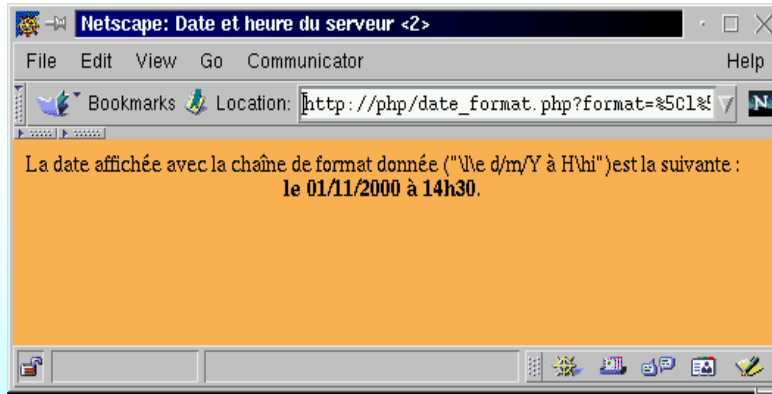 Netscape: Date et heure du serveur <2>
File Edit View Go Communicator Help
Bookmarks Location: http://php/date_format.php?format=%5Cl%5 N
La date affichée avec la chaîne de format donnée ("\l\e d/m/Y à H\hi")est la suivante :
le 01/11/2000 à 14h30.